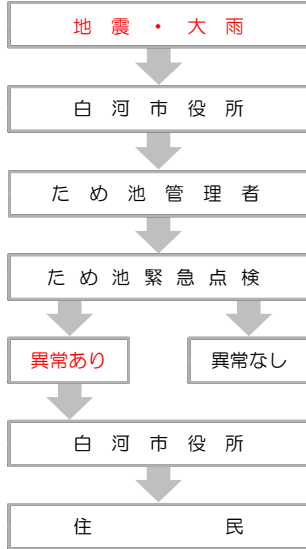 地震・大雨
白河市役所
ため池管理者
ため池緊急点検
異常あり 異常なし
白河市役所
住民